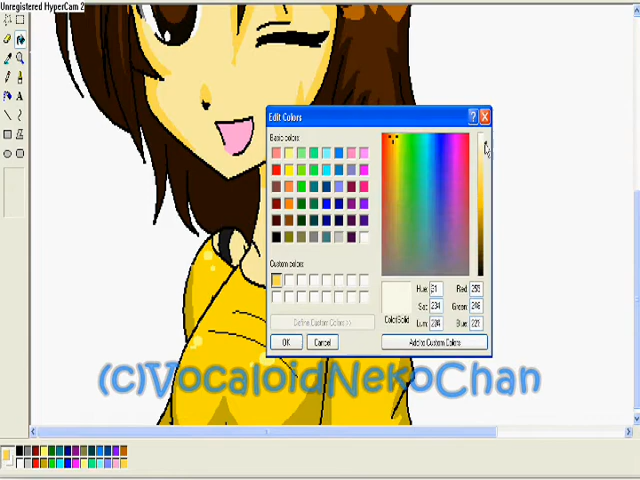 Unregistered HyperCam 2
Edit Colors
Basic colors:
Custom colors:
Define Custom Colors >>
OK
Cancel
Hue:
Red:
Sat:
234
Green:
Color|Solid
Lum:
Blue:
Add to Custom Colors
(c)VocaloidNekoChan